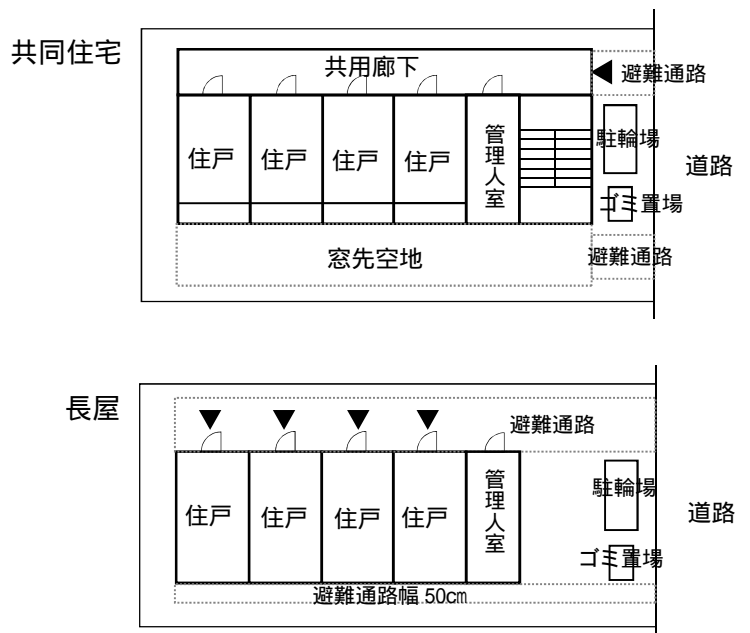 共同住宅
共用廊下
避難通路
住戸
住戸
住戸
住戸
管理人室
駐輪場
道路
ゴミ置場
窓先空地
避難通路
長屋
避難通路
住戸
住戸
住戸
住戸
管理人室
駐輪場
道路
ゴミ置場
避難通路幅 50㎝